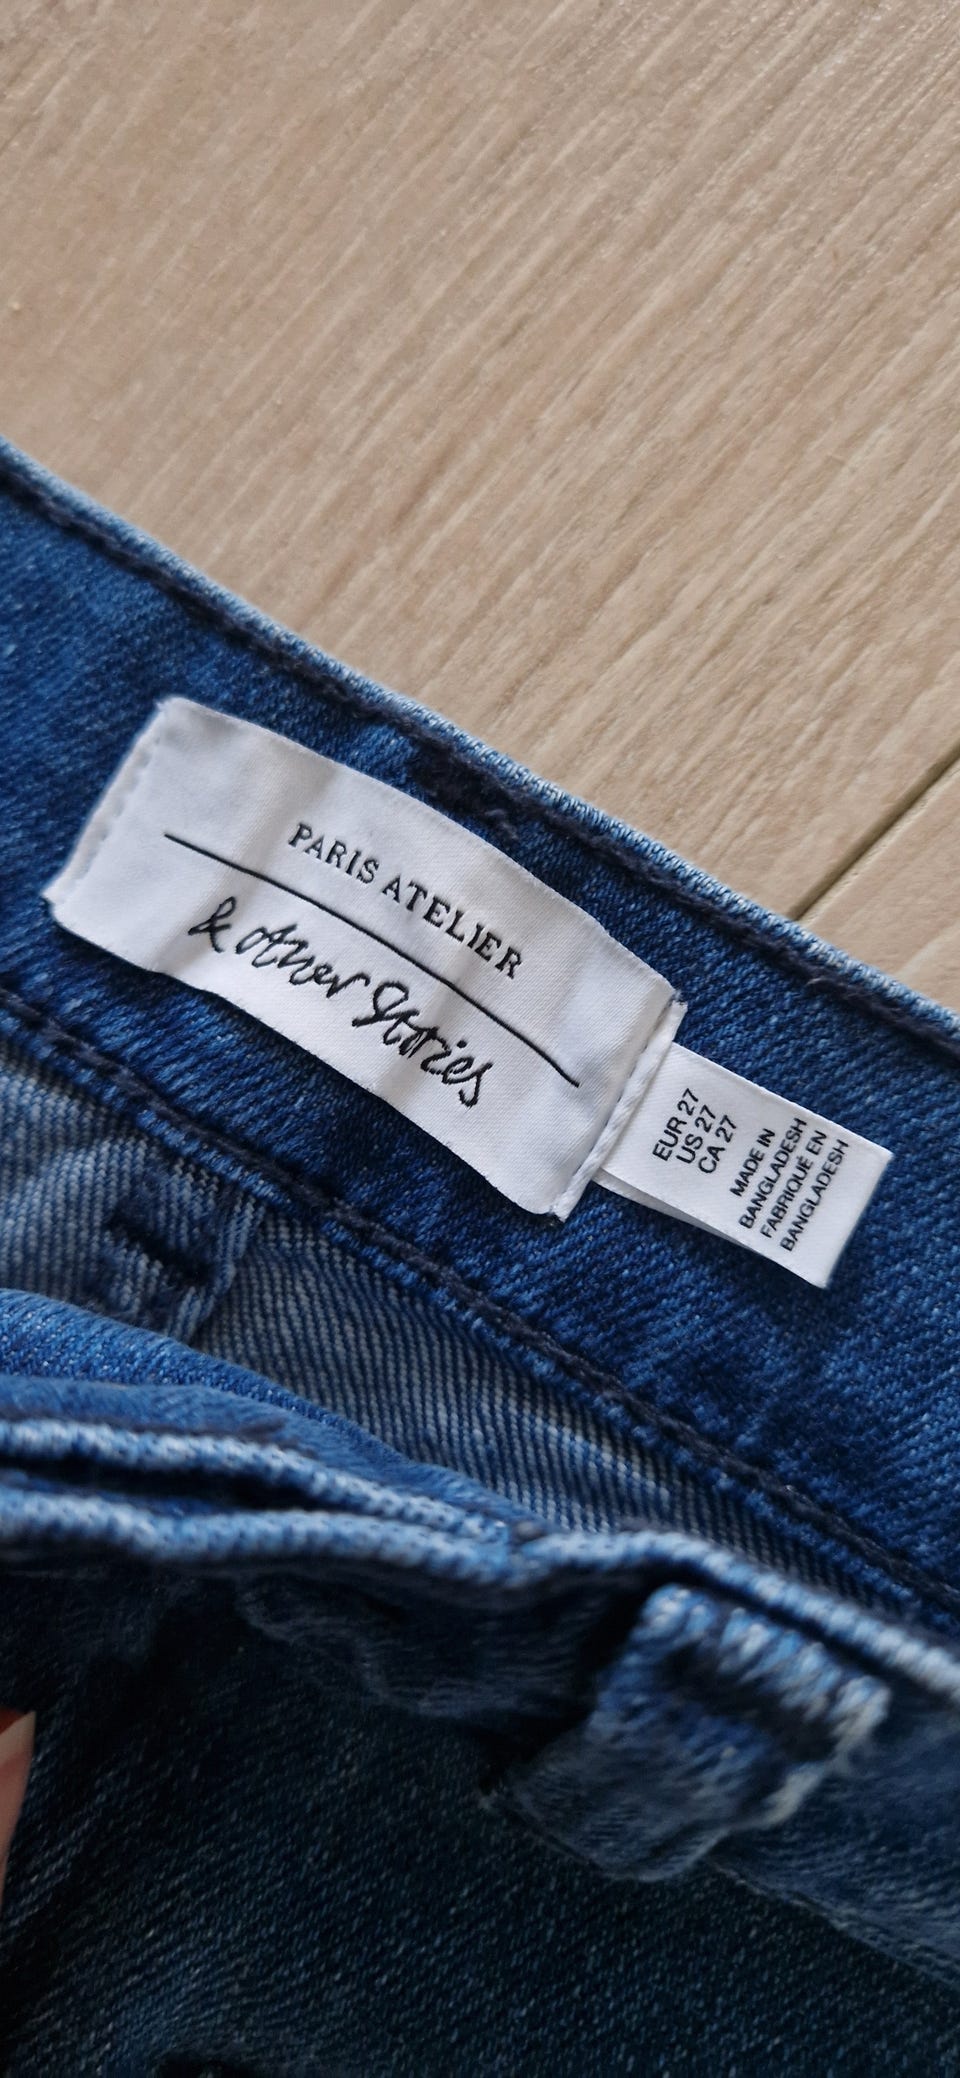 PARIS ATELIER
& Other Stories
EUR 27
US 27
CA 27
MADE IN
BANGLADESH
FABRIQUÉ EN
BANGLADESH